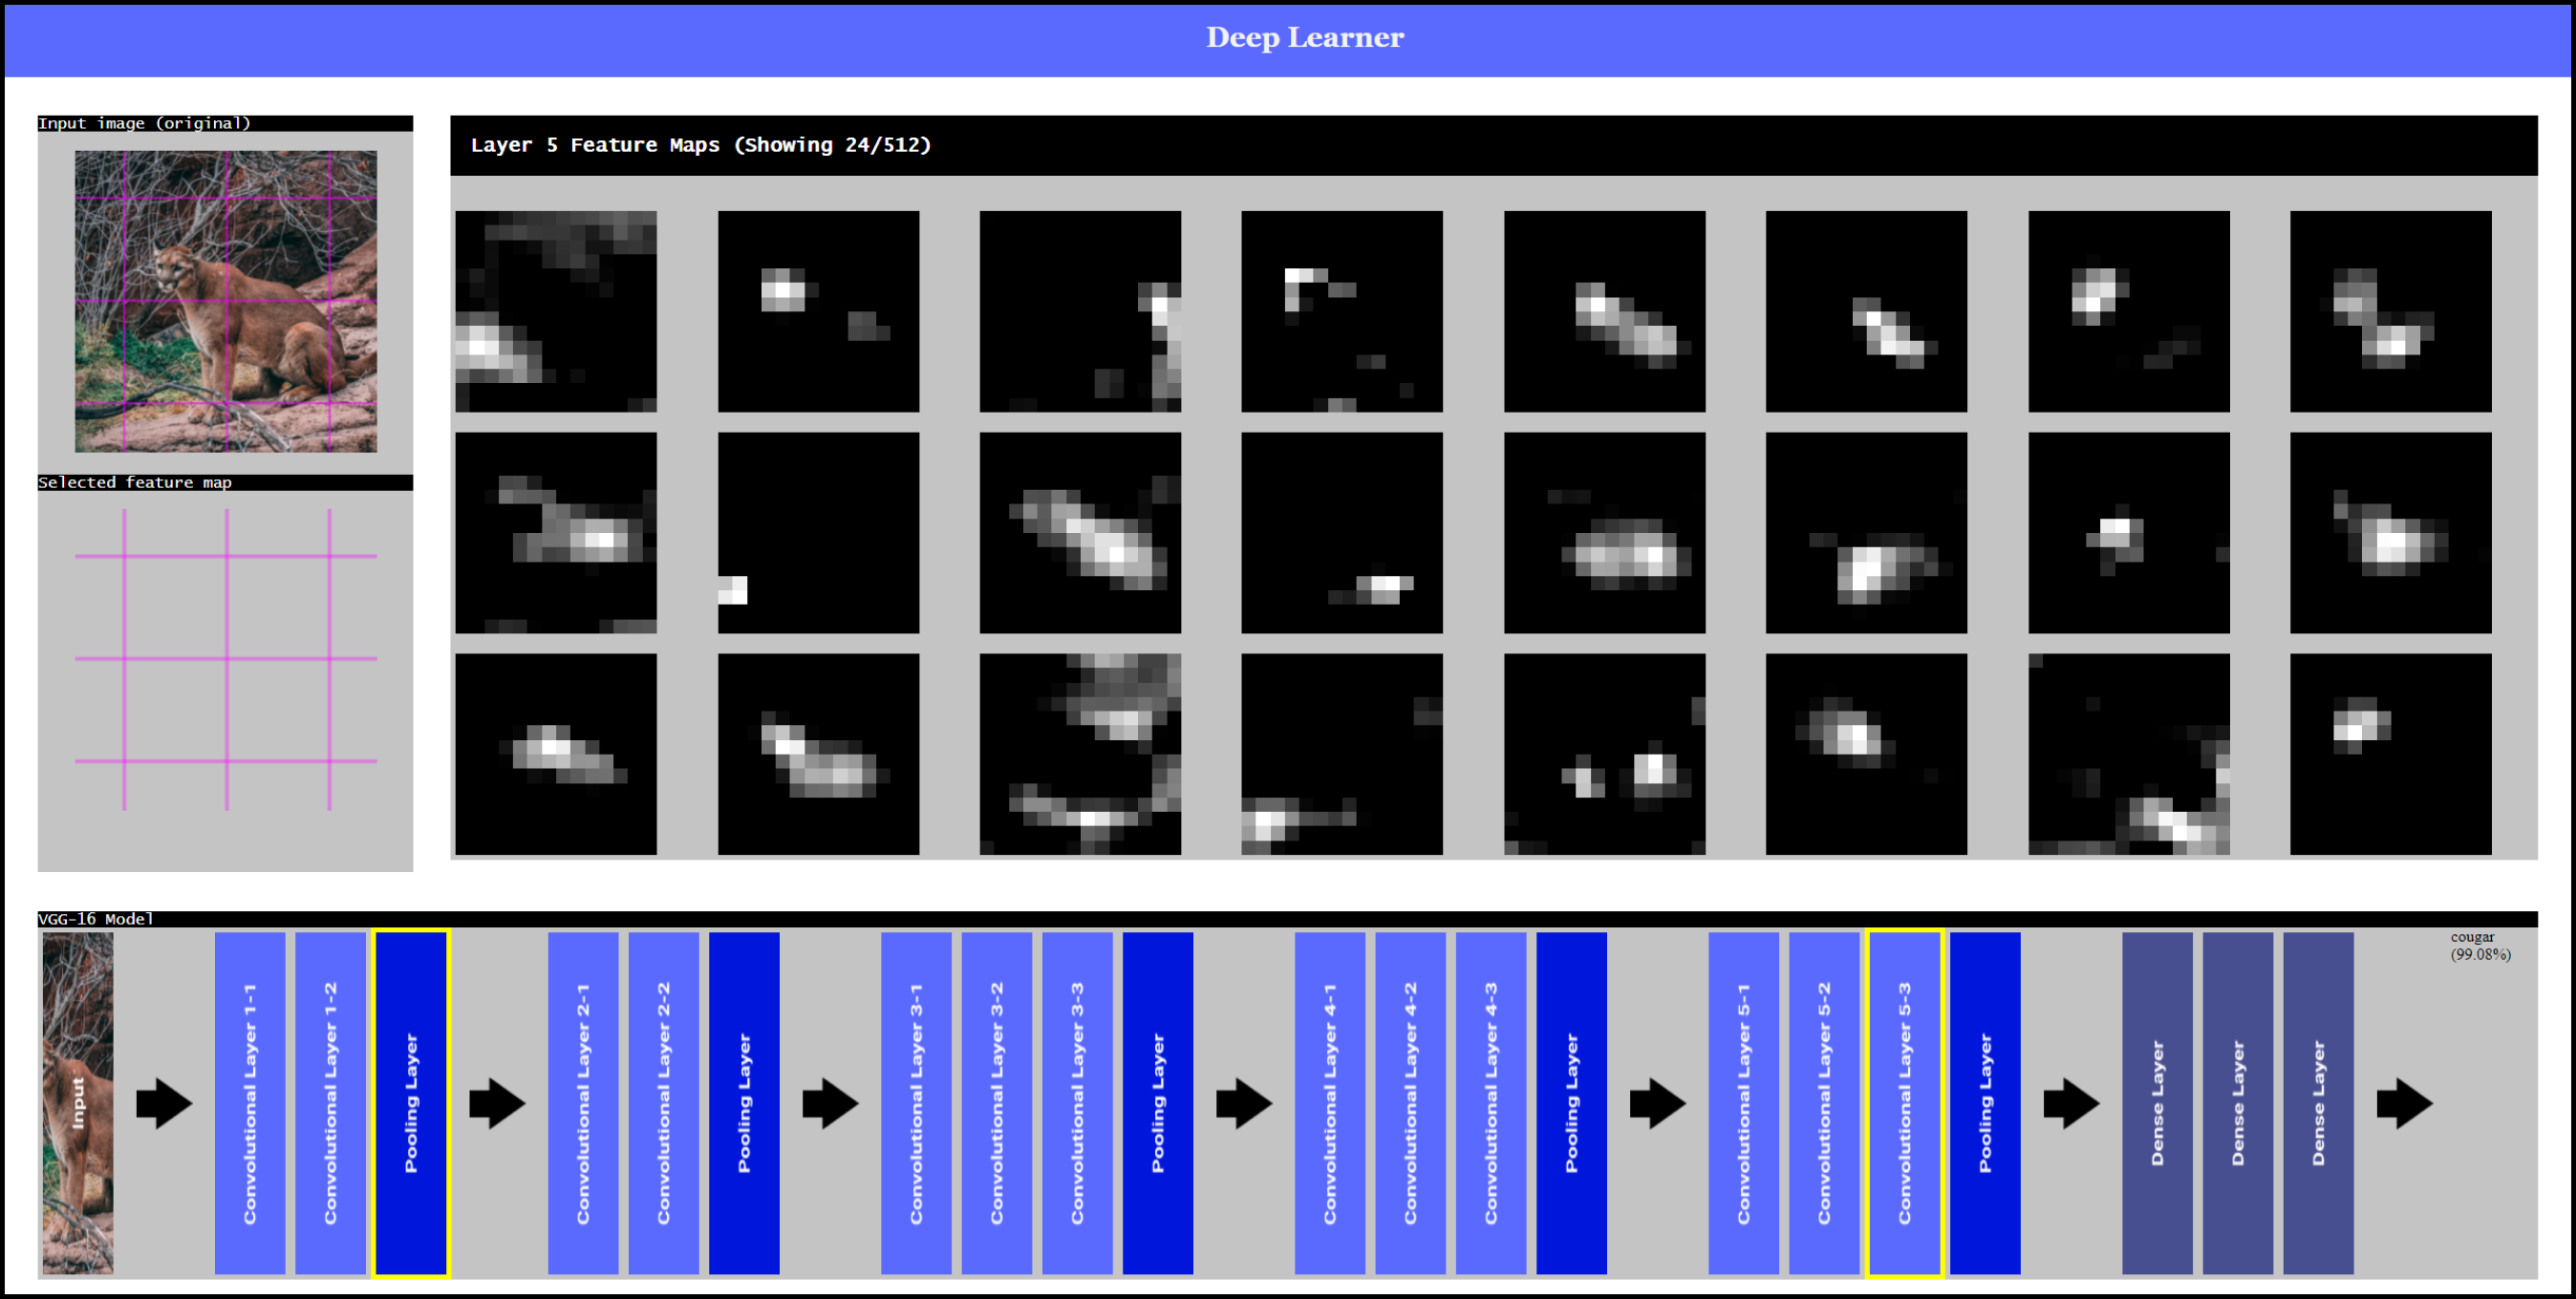 Deep Learner
Input image (original)
Layer 5 Feature Maps (Showing 24/512)
Selected feature map
VGG-16 Model
Input
Convolutional Layer 1-1
Convolutional Layer 1-2
Pooling Layer
Convolutional Layer 2-1
Convolutional Layer 2-2
Pooling Layer
Convolutional Layer 3-1
Convolutional Layer 3-2
Convolutional Layer 3-3
Pooling Layer
Convolutional Layer 4-1
Convolutional Layer 4-2
Convolutional Layer 4-3
Pooling Layer
Convolutional Layer 5-1
Convolutional Layer 5-2
Convolutional Layer 5-3
Pooling Layer
Dense Layer
Dense Layer
Dense Layer
cougar
(99.08%)